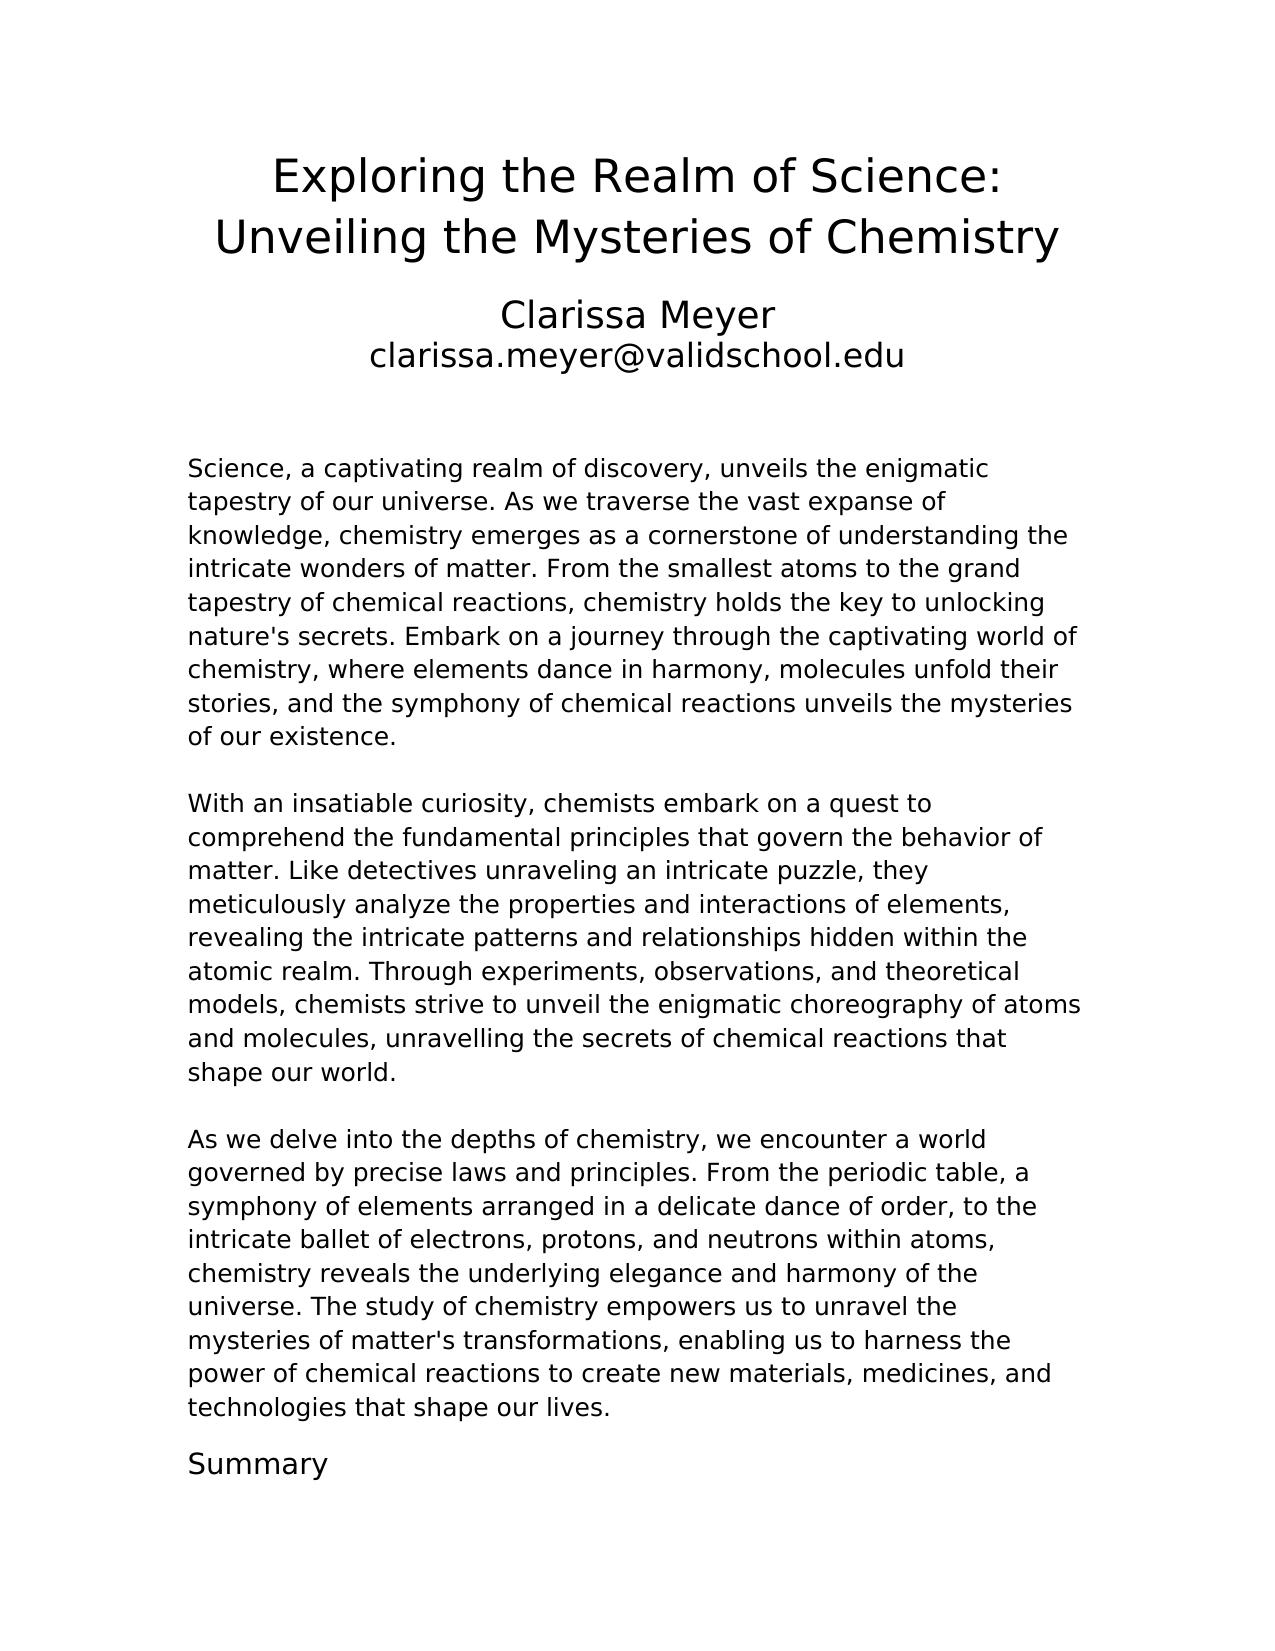 Exploring the Realm of Science:
Unveiling the Mysteries of Chemistry
Clarissa Meyer
clarissa.meyer@validschool.edu
Science, a captivating realm of discovery, unveils the enigmatic
tapestry of our universe. As we traverse the vast expanse of
knowledge, chemistry emerges as a cornerstone of understanding the
intricate wonders of matter. From the smallest atoms to the grand
tapestry of chemical reactions, chemistry holds the key to unlocking
nature's secrets. Embark on a journey through the captivating world of
chemistry, where elements dance in harmony, molecules unfold their
stories, and the symphony of chemical reactions unveils the mysteries
of our existence.
With an insatiable curiosity, chemists embark on a quest to
comprehend the fundamental principles that govern the behavior of
matter. Like detectives unraveling an intricate puzzle, they
meticulously analyze the properties and interactions of elements,
revealing the intricate patterns and relationships hidden within the
atomic realm. Through experiments, observations, and theoretical
models, chemists strive to unveil the enigmatic choreography of atoms
and molecules, unravelling the secrets of chemical reactions that
shape our world.
As we delve into the depths of chemistry, we encounter a world
governed by precise laws and principles. From the periodic table, a
symphony of elements arranged in a delicate dance of order, to the
intricate ballet of electrons, protons, and neutrons within atoms,
chemistry reveals the underlying elegance and harmony of the
universe. The study of chemistry empowers us to unravel the
mysteries of matter's transformations, enabling us to harness the
power of chemical reactions to create new materials, medicines, and
technologies that shape our lives.
Summary